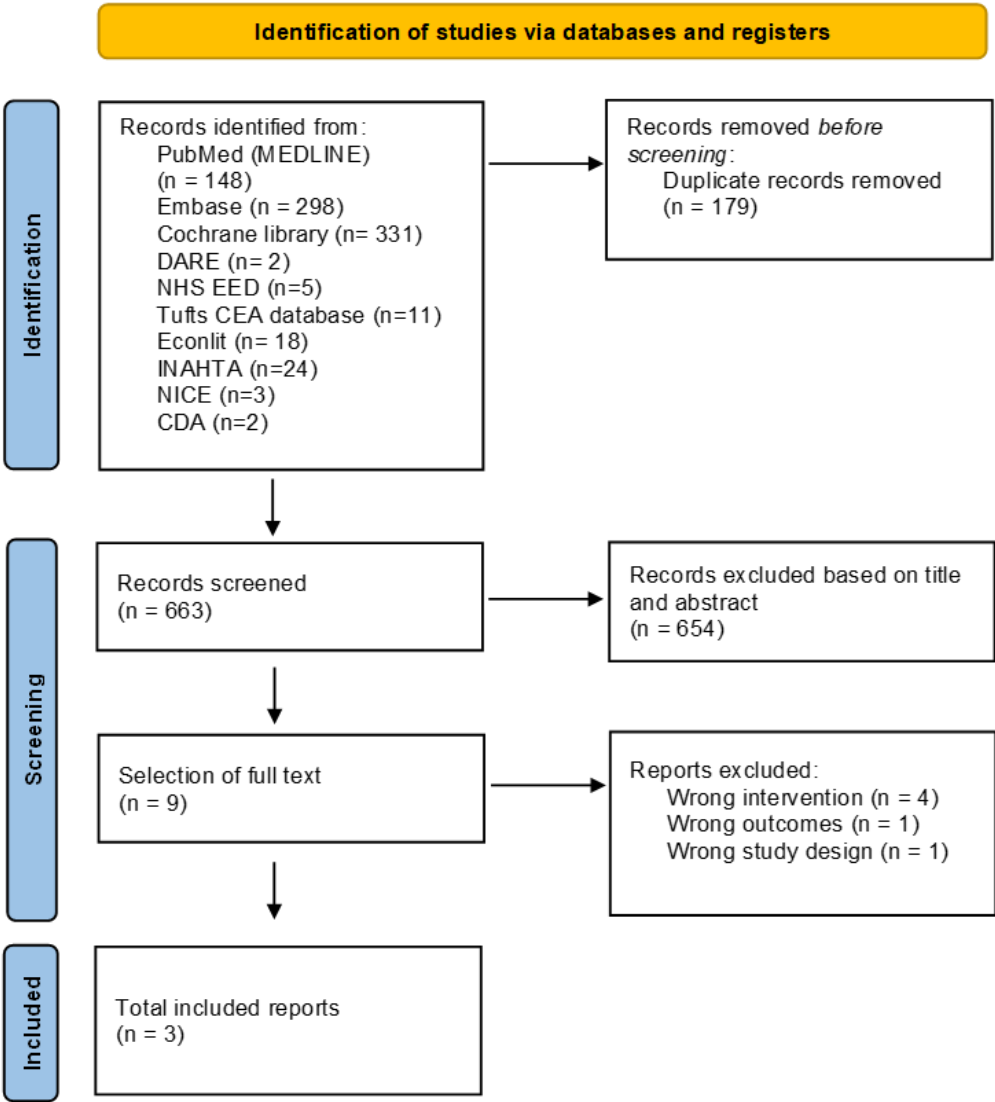 Identification of studies via databases and registers
Identification
Records identified from:
PubMed (MEDLINE)
(n = 148)
Embase (n = 298)
Cochrane library (n= 331)
DARE (n= 2)
NHS EED (n=5)
Tufts CEA database (n=11)
Econlit (n= 18)
INAHTA (n=24)
NICE (n=3)
CDA (n=2)
Records removed before
screening:
Duplicate records removed
(n = 179)
Screening
Records screened
(n = 663)
Records excluded based on title
and abstract
(n = 654)
Selection of full text
(n = 9)
Reports excluded:
Wrong intervention (n = 4)
Wrong outcomes (n = 1)
Wrong study design (n = 1)
Included
Total included reports
(n = 3)